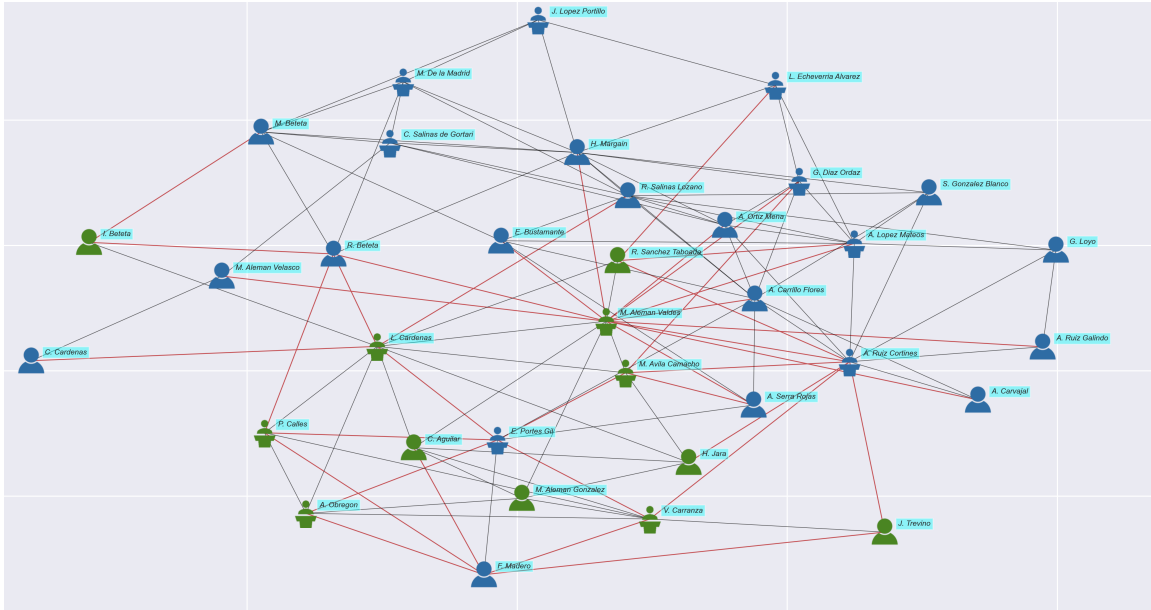 J. Lopez Portillo
M. De la Madrid
L. Echeverria Alvarez
M. Beteta
C. Salinas de Gortari
H. Margain
G. Diaz Ordaz
R. Salinas Lozano
S. Gonzalez Blanco
A. Ortiz Mena
E. Bustamante
A. Lopez Mateos
I. Beteta
R. Beteta
R. Sanchez Taboada
G. Loyo
M. Aleman Velasco
A. Carrillo Flores
M. Aleman Valdes
L. Cardenas
A. Ruiz Galindo
C. Cardenas
A. Ruiz Cortines
M. Avila Camacho
A. Carvajal
A. Serra Rojas
P. Calles
C. Aguilar
E. Portes Gil
H. Jara
M. Aleman Gonzalez
A. Obregon
V. Carranza
J. Trevino
F. Madero